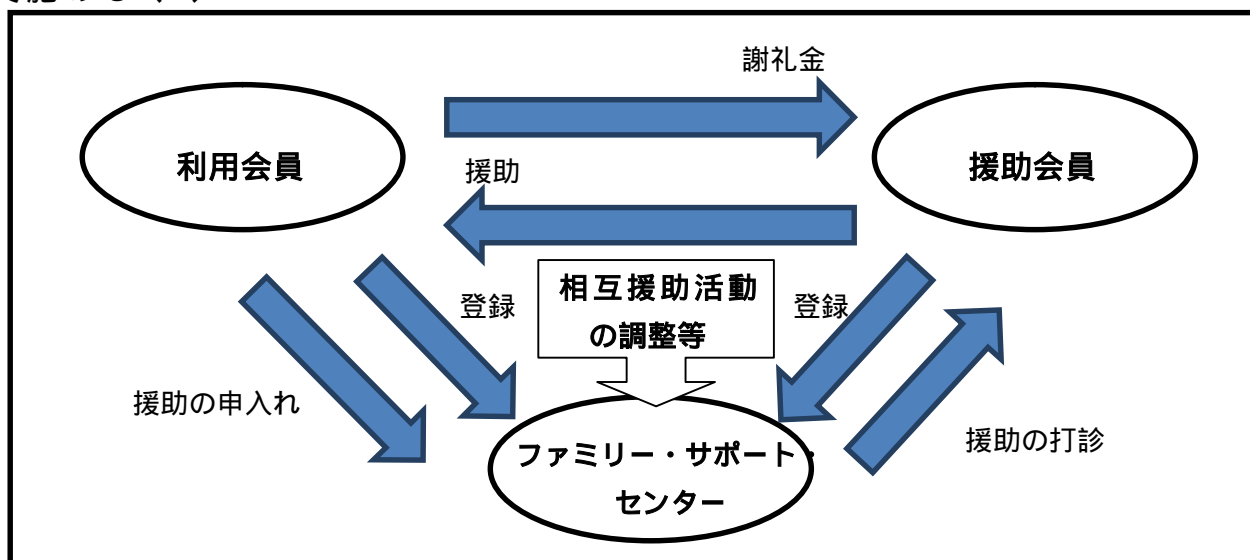 謝礼金
利用会員
援助会員
援助
相互援助活動
の調整等
登録
登録
援助の申入れ
援助の打診
ファミリー・サポート・
センター